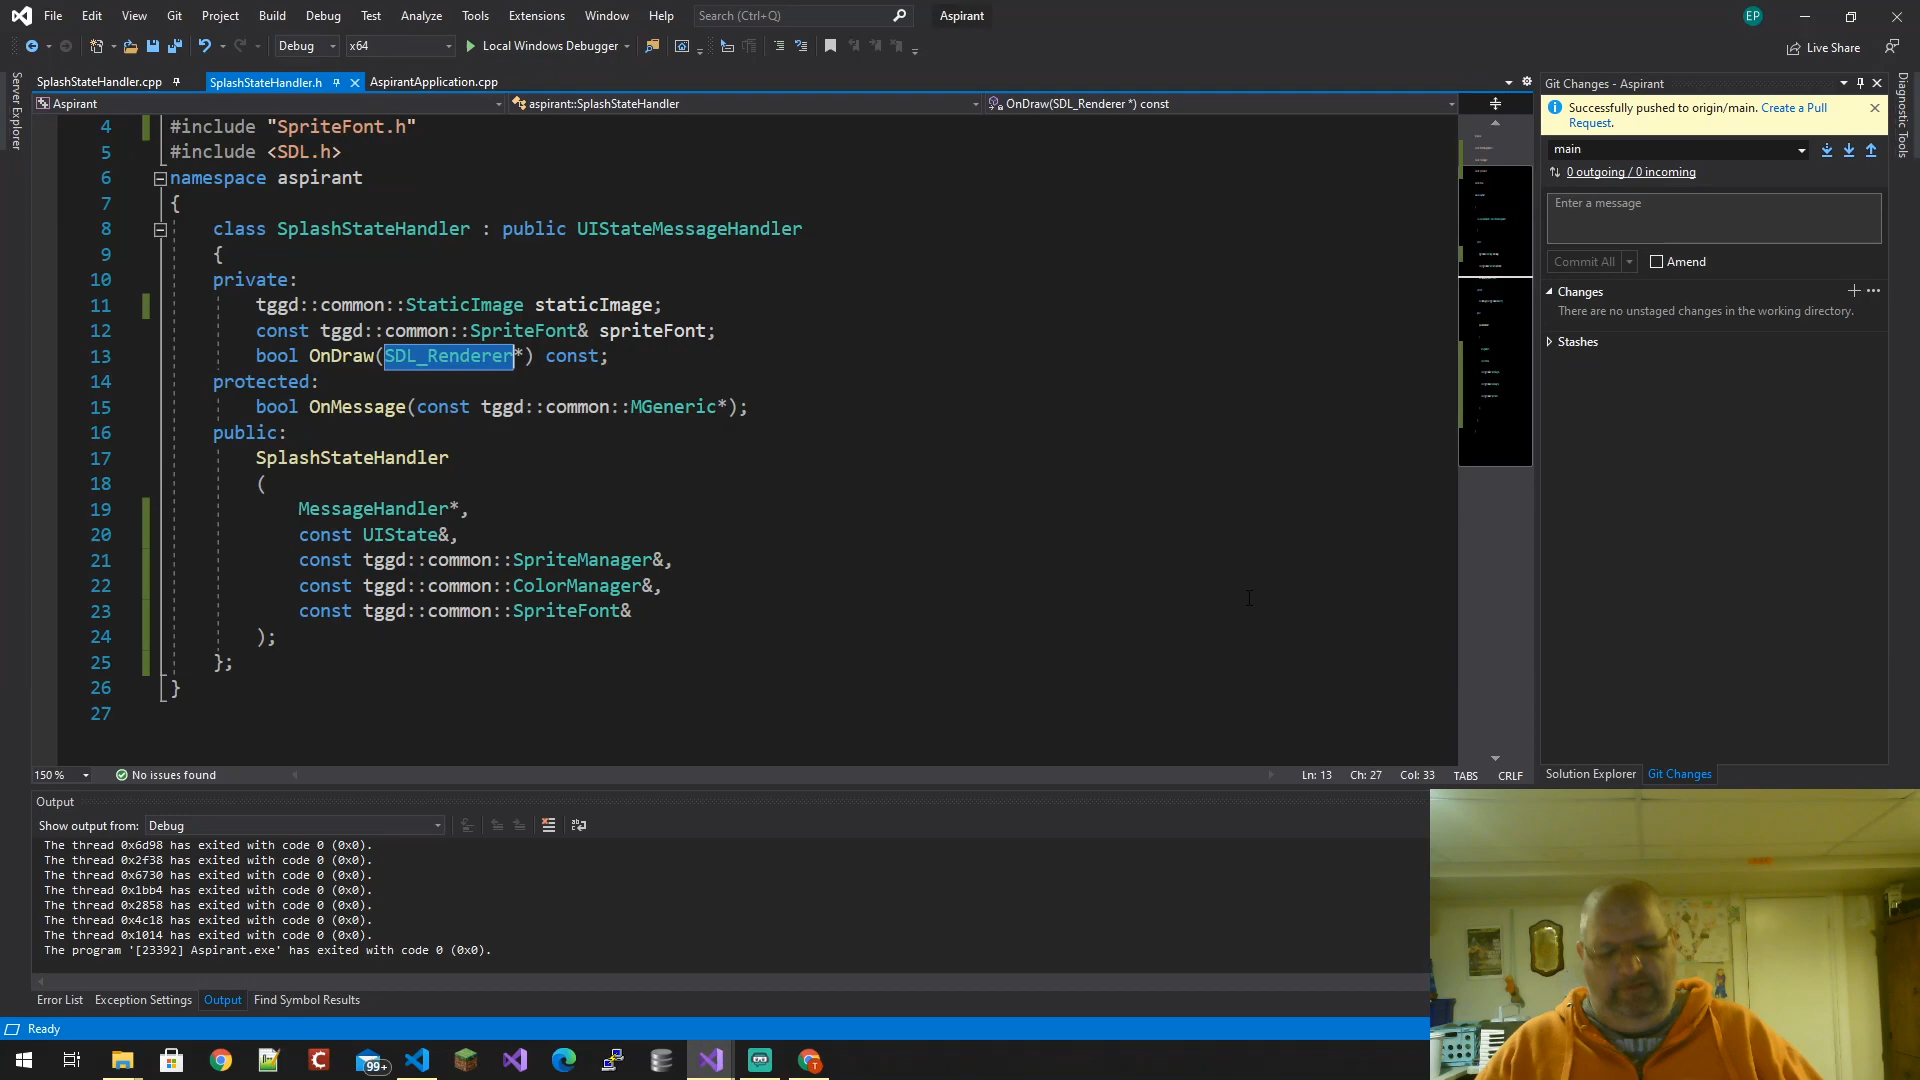 File Edit View Git Project Build Debug Test Analyze Tools Extensions Window Help Search (Ctrl+Q) Aspirant EP
Debug x64 Local Windows Debugger Live Share
Server Explorer
SplashStateHandler.cpp SplashStateHandler.h AspirantApplication.cpp
Aspirant aspirant::SplashStateHandler OnDraw(SDL_Renderer *) const
4 #include "SpriteFont.h"
5 #include <SDL.h>
6 namespace aspirant
7 {
8 class SplashStateHandler : public UIStateMessageHandler
9 {
10 private:
11 tggd::common::StaticImage staticImage;
12 const tggd::common::SpriteFont& spriteFont;
13 bool OnDraw(SDL_Renderer*) const;
14 protected:
15 bool OnMessage(const tggd::common::MGeneric*);
16 public:
17 SplashStateHandler
18 (
19 MessageHandler*,
20 const UIState&,
21 const tggd::common::SpriteManager&,
22 const tggd::common::ColorManager&,
23 const tggd::common::SpriteFont&
24 );
25 };
26 }
27
150 % No issues found Ln: 13 Ch: 27 Col: 33 TABS CRLF
Git Changes - Aspirant
Successfully pushed to origin/main. Create a Pull
Request.
main
0 outgoing / 0 incoming
Enter a message
Commit All Amend
Changes
There are no unstaged changes in the working directory.
Stashes
Solution Explorer Git Changes
Diagnostic Tools
Output
Show output from: Debug
The thread 0x6d98 has exited with code 0 (0x0).
The thread 0x2f38 has exited with code 0 (0x0).
The thread 0x6730 has exited with code 0 (0x0).
The thread 0x1bb4 has exited with code 0 (0x0).
The thread 0x2858 has exited with code 0 (0x0).
The thread 0x4c18 has exited with code 0 (0x0).
The thread 0x1014 has exited with code 0 (0x0).
The program '[23392] Aspirant.exe' has exited with code 0 (0x0).
Error List Exception Settings Output Find Symbol Results
Ready
99+